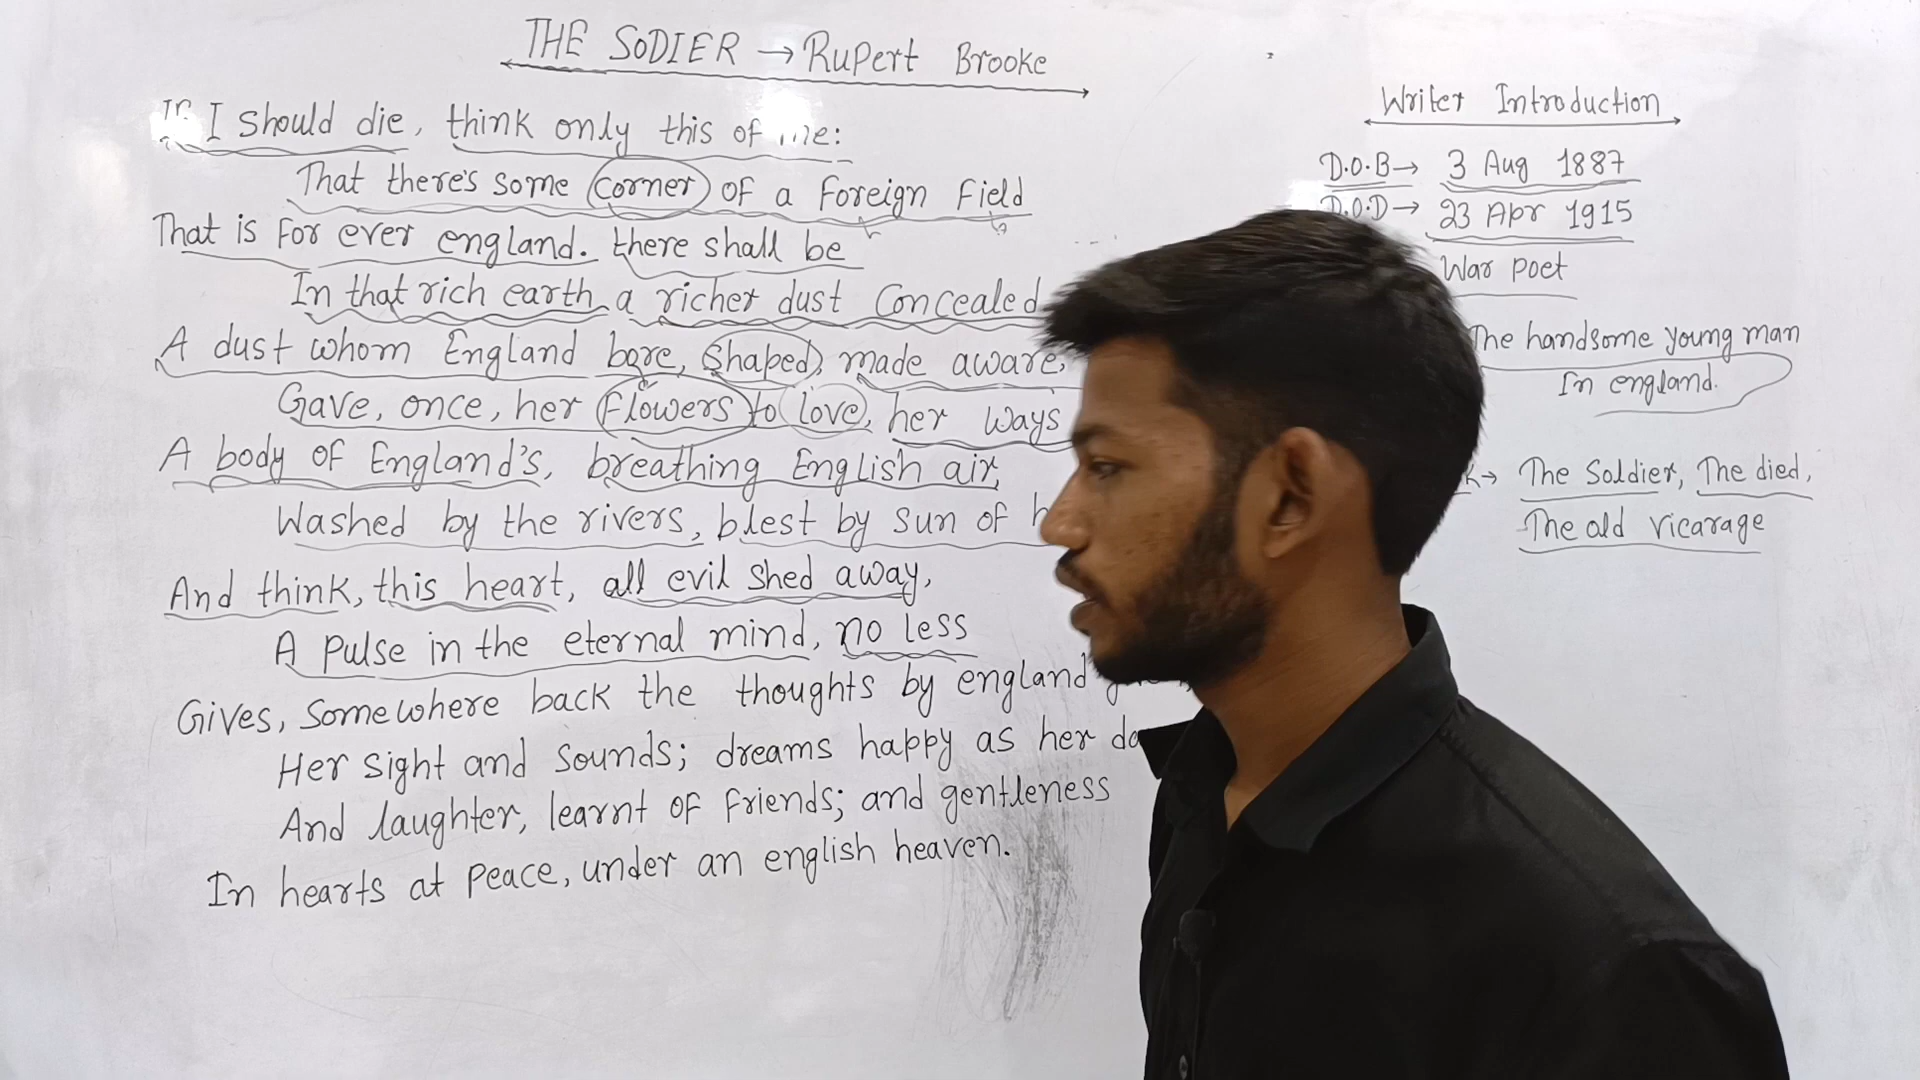 THE SODIER → Rupert Brooke
If I should die, think only this of me:
That there's some corner of a foreign field
That is for ever england. there shall be
In that rich earth a richer dust concealed
A dust whom England bore, shaped, made aware,
Gave, once, her flowers to love, her ways
A body of England's, breathing English air,
Washed by the rivers, blest by sun of
And think, this heart, all evil shed away,
A pulse in the eternal mind, no less
Gives, somewhere back the thoughts by england
Her sight and sounds; dreams happy as her
And laughter, learnt of friends; and gentleness
In hearts at peace, under an english heaven.
Writer Introduction
D.O.B → 3 Aug 1887
D.O.D → 23 Apr 1915
War poet
The handsome young man
In england.
→ The Soldier, The died,
The old vicarage